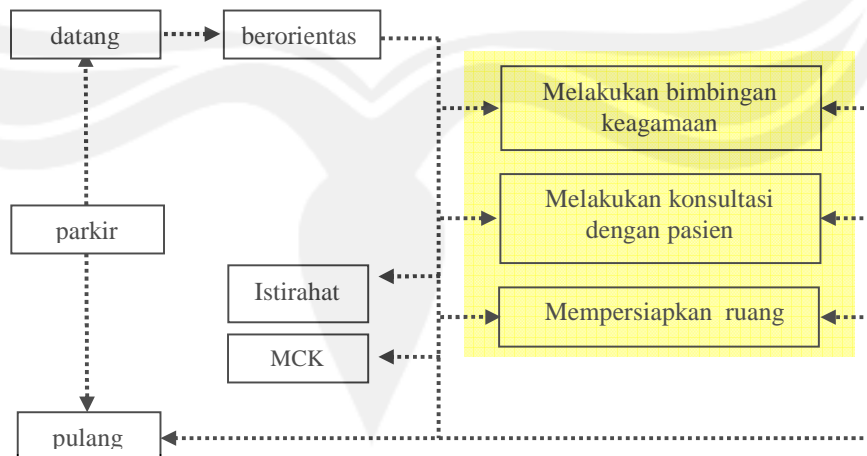 datang
berorientas
Melakukan bimbingan
keagamaan
Melakukan konsultasi
dengan pasien
parkir
Istirahat
Mempersiapkan ruang
MCK
pulang